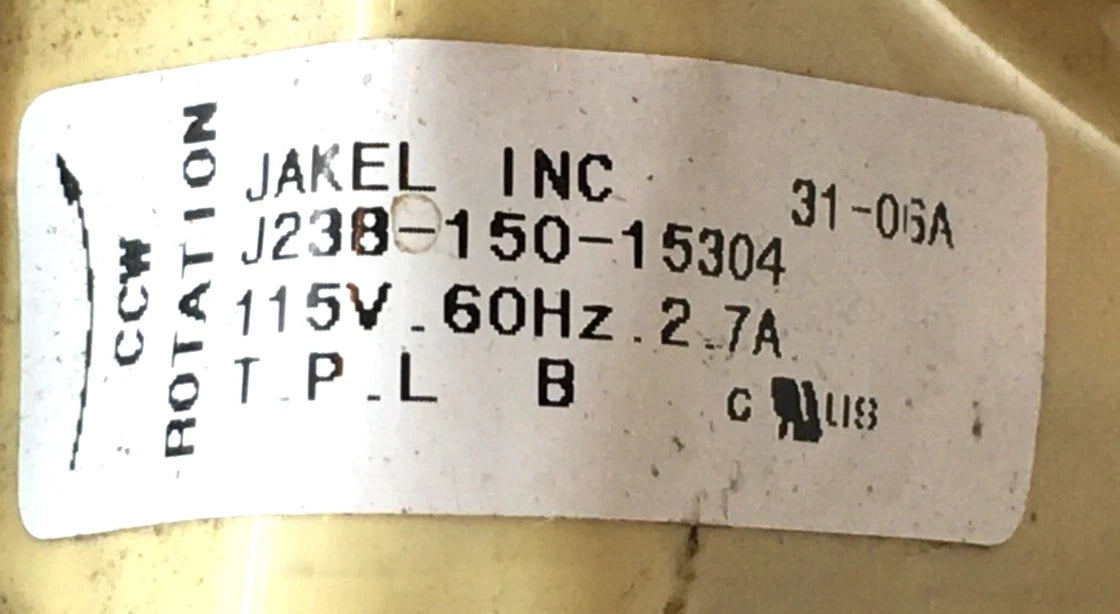 CCW
ROTATION
JAKEL INC
31-06A
J238-150-15304
115V.60Hz.2.7A
T.P.L B
C US